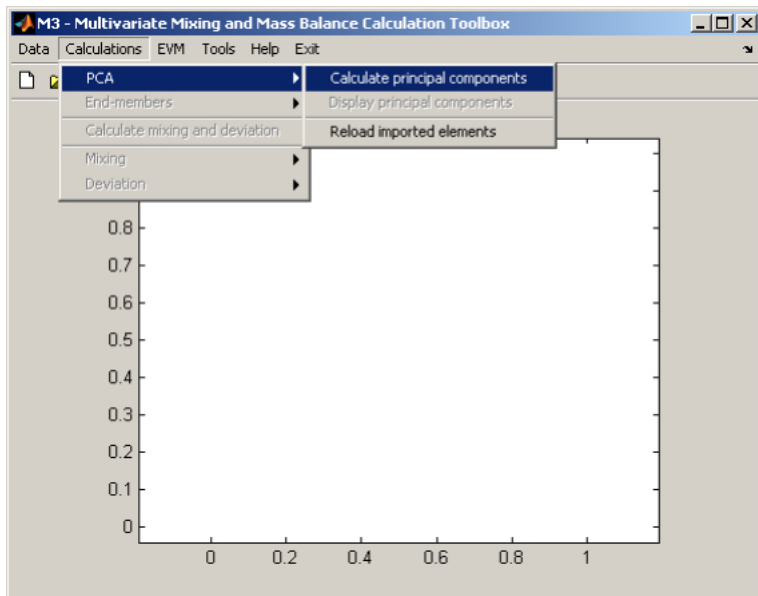 M3 - Multivariate Mixing and Mass Balance Calculation Toolbox
Data Calculations EVM Tools Help Exit
PCA Calculate principal components
End-members Display principal components
Calculate mixing and deviation Reload imported elements
Mixing
Deviation
0.8
0.7
0.6
0.5
0.4
0.3
0.2
0.1
0
0 0.2 0.4 0.6 0.8 1